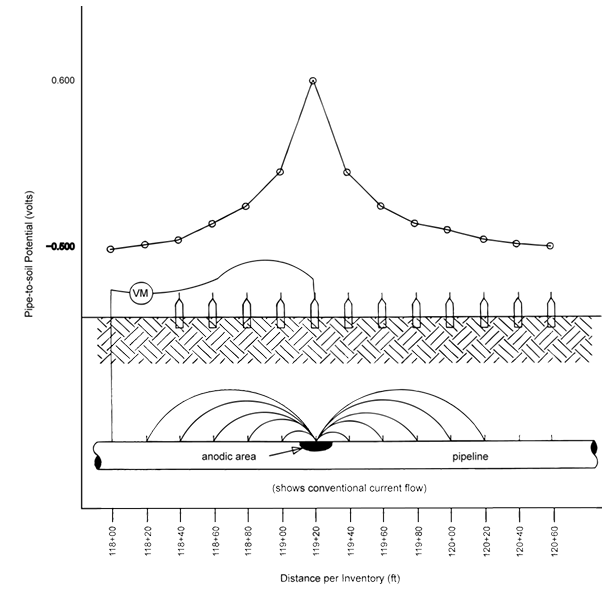 0.600
Pipe-to-soil Potential (volts)
VM
anodic area
pipeline
(shows conventional current flow)
118+00
118+20
118+40
118+60
118+80
119+00
119+20
119+40
119+60
119+80
120+00
120+20
120+40
120+60
Distance per Inventory (ft)